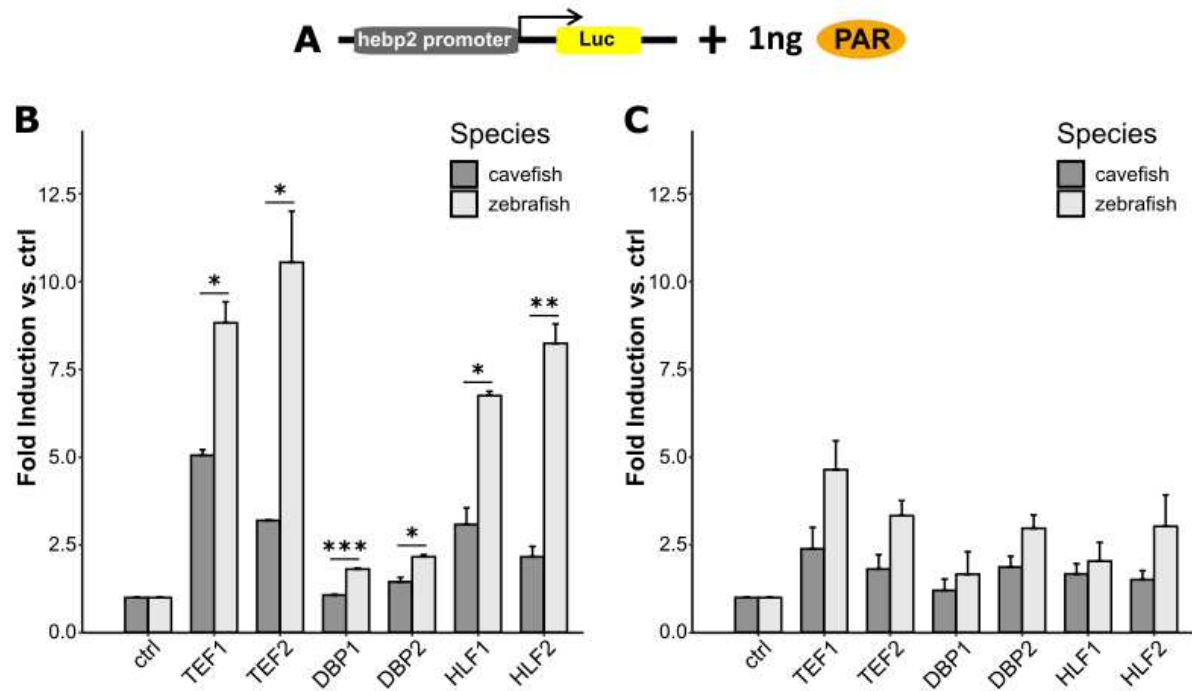 A hebp2 promoter Luc + 1ng PAR
B
Species
cavefish
zebrafish
Fold Induction vs. ctrl
12.5
10.0
7.5
5.0
2.5
0.0
*
*
***
*
*
**
ctrl
TEF1
TEF2
DBP1
DBP2
HLF1
HLF2
C
Species
cavefish
zebrafish
Fold Induction vs. ctrl
12.5
10.0
7.5
5.0
2.5
0.0
ctrl
TEF1
TEF2
DBP1
DBP2
HLF1
HLF2